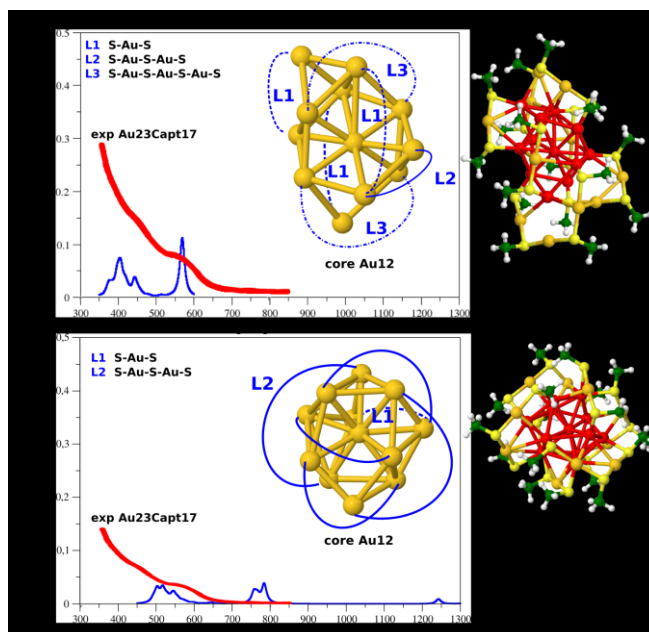 0.5
L1 S-Au-S
L2 S-Au-S-Au-S
L3 S-Au-S-Au-S-Au-S
0.4
L3
L1
exp Au23Capt17
0.3
L1
L2
0.2
L1
L3
0.1
core Au12
0
300 400 500 600 700 800 900 1000 1100 1200 1300
0.5
L1 S-Au-S
L2 S-Au-S-Au-S
0.4
L2
L1
0.3
0.2
exp Au23Capt17
core Au12
0.1
0
300 400 500 600 700 800 900 1000 1100 1200 1300